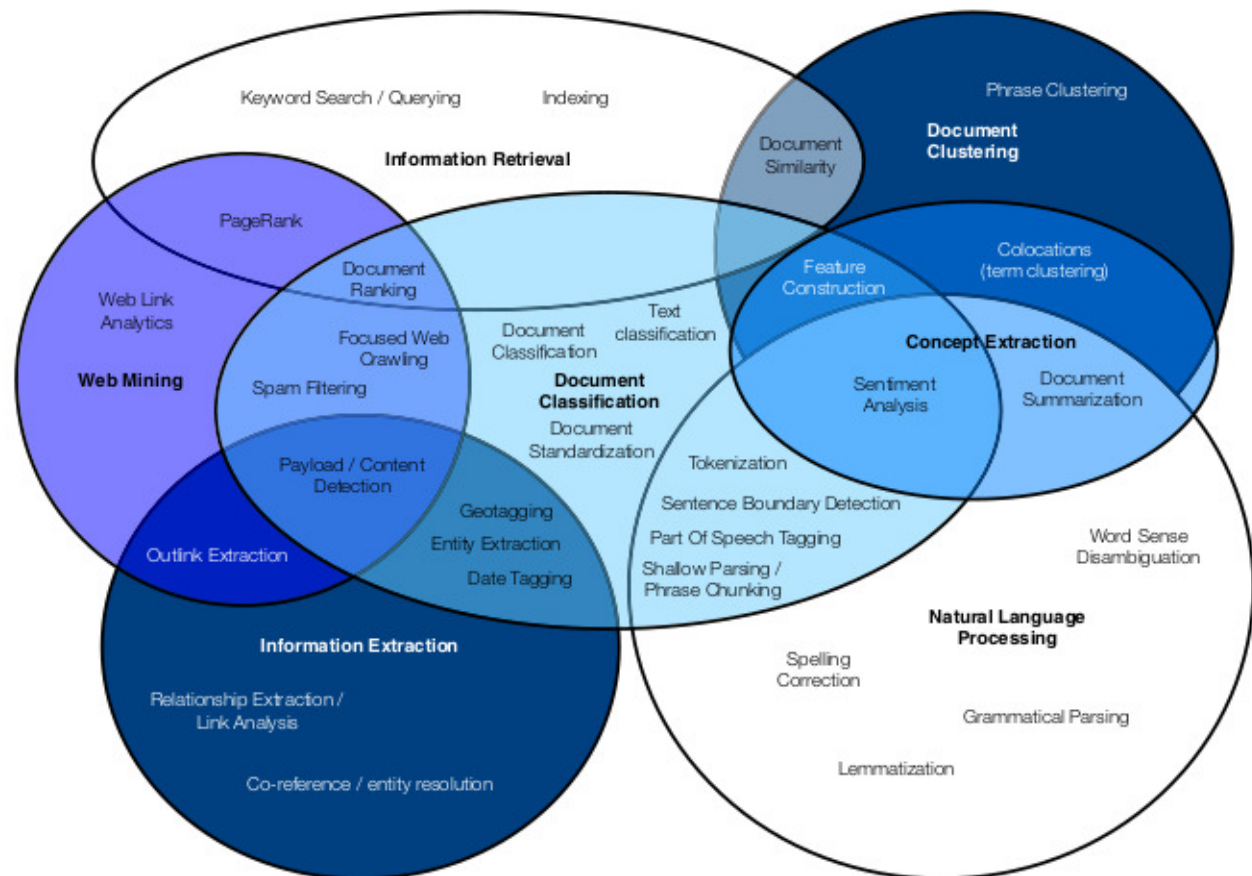 Keyword Search / Querying
Indexing
Phrase Clustering
Information Retrieval
Document
Similarity
Document
Clustering
PageRank
Document
Ranking
Feature
Construction
Colocations
(term clustering)
Web Link
Analytics
Focused Web
Crawling
Document
Classification
Text
classification
Concept Extraction
Web Mining
Spam Filtering
Document
Classification
Document
Standardization
Sentiment
Analysis
Document
Summarization
Payload / Content
Detection
Tokenization
Geotagging
Sentence Boundary Detection
Entity Extraction
Part Of Speech Tagging
Word Sense
Disambiguation
Outlink Extraction
Date Tagging
Shallow Parsing /
Phrase Chunking
Information Extraction
Natural Language
Processing
Relationship Extraction /
Link Analysis
Spelling
Correction
Grammatical Parsing
Co-reference / entity resolution
Lemmatization